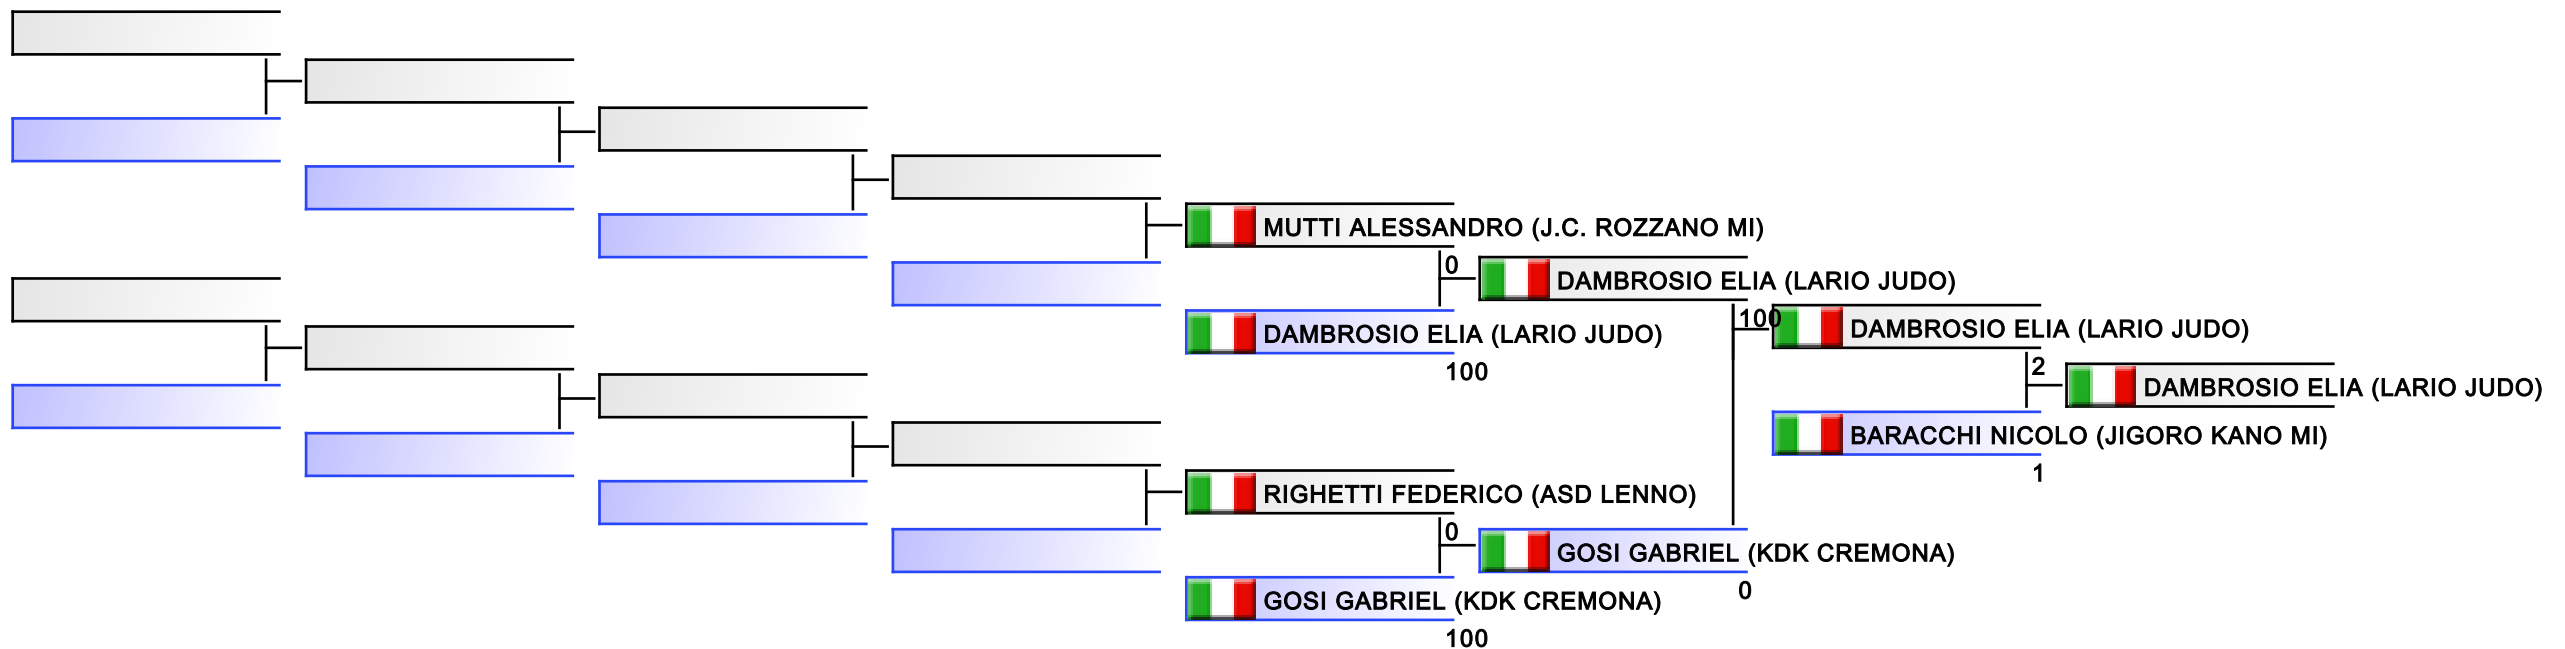 MUTTI ALESSANDRO (J.C. ROZZANO MI)
0
DAMBROSIO ELIA (LARIO JUDO)
DAMBROSIO ELIA (LARIO JUDO)
100
100
DAMBROSIO ELIA (LARIO JUDO)
2
DAMBROSIO ELIA (LARIO JUDO)
BARACCHI NICOLO (JIGORO KANO MI)
1
RIGHETTI FEDERICO (ASD LENNO)
0
GOSI GABRIEL (KDK CREMONA)
0
GOSI GABRIEL (KDK CREMONA)
100